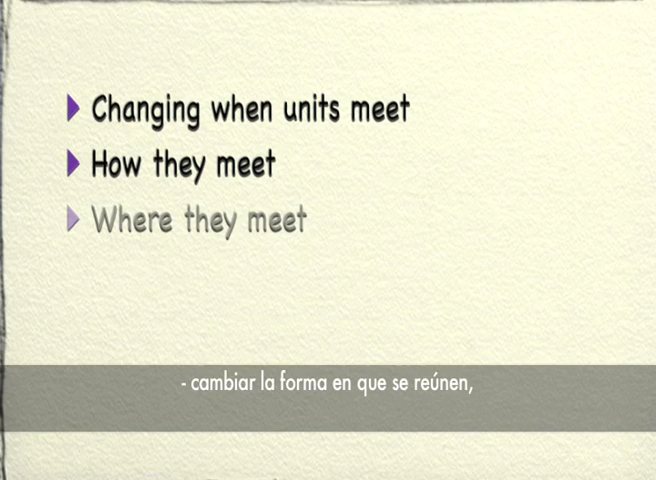 Changing when units meet
How they meet
Where they meet
- cambiar la forma en que se reúnen,